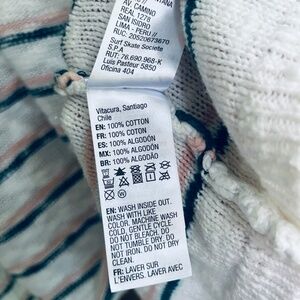 AV. CAMINO
REAL 1278
SAN ISIDRO
LIMA - PERU //
RUC: 20520673670
Surf Skate Societe
S.P.A
RUT: 76.690.968-K
Luis Pasteur 5850
Oficina 404
Vitacura, Santiago
Chile
EN: 100% COTTON
FR: 100% COTON
ES: 100% ALGODÓN
MX: 100% ALGODÓN
BR: 100% ALGODÃO
EN: WASH INSIDE OUT.
WASH WITH LIKE
COLOR. MACHINE WASH
COLD. GENTLE CYCLE.
DO NOT BLEACH. DO
NOT TUMBLE DRY. DO
NOT IRON. DO NOT
DRY CLEAN.
FR: LAVER SUR
L'ENVERS. LAVER AVEC